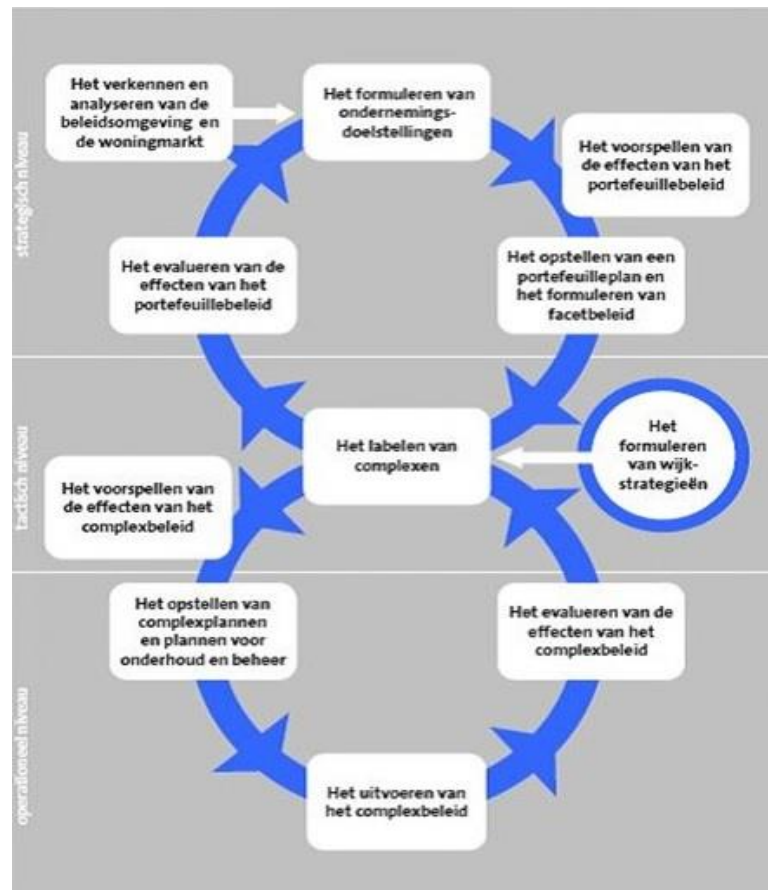 strategisch niveau
Het verkennen en
analyseren van de
beleidsomgeving en
de woningmarkt
Het formuleren van
ondernemings-
doelstellingen
Het voorspellen van
de effecten van het
portefeuillebeleid
Het evalueren van de
effecten van het
portefeuillebeleid
Het opstellen van een
portefeuilleplan en
het formuleren van
facetbeleid
tactisch niveau
Het labelen van
complexen
Het
formuleren
van wijk-
strategieën
Het voorspellen van
de effecten van het
complexbeleid
operationeel niveau
Het opstellen van
complexplannen
en plannen voor
onderhoud en beheer
Het evalueren van de
effecten van het
complexbeleid
Het uitvoeren van
het complexbeleid